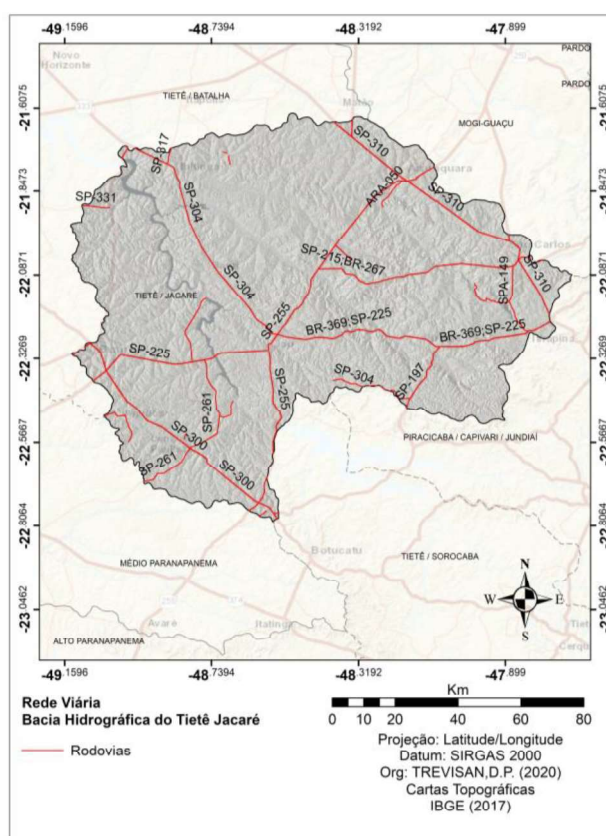 -49.1596 -48.7394 -48.3192 -47.899
Novo
Horizonte
PARDO
PARDO
TIETÊ / BATALHA
Matão
MOGI-GUAÇU
-21.6075 -21.6075
SP-317
SP-310
ARA-050
SP-310
-21.8473 -21.8473
SP-331
SP-304
Carlos
SP-215;BR-267
SPA-149
SP-310
-22.0871 -22.0871
TIETÊ / JACARÉ
SP-304
SP-255
BR-369;SP-225
BR-369;SP-225
-22.3269 -22.3269
SP-225
SP-304
SP-197
SP-261
SP-255
SP-300
PIRACICABA / CAPIVARI / JUNDIAÍ
-22.5667 -22.5667
SP-261
SP-300
-22.8064 -22.8064
Botucatu
MÉDIO PARANAPANEMA
TIETÊ / SOROCABA
N
W E
S
-23.0462 -23.0462
Avaré
Itatinga
ALTO PARANAPANEMA
-49.1596 -48.7394 -48.3192 -47.899
Rede Viária
Bacia Hidrográfica do Tietê Jacaré
Rodovias
Km
0 5 10 20 40 60 80
Projeção: Latitude/Longitude
Datum: SIRGAS 2000
Org: TREVISAN,D.P. (2020)
Cartas Topográficas
IBGE (2017)